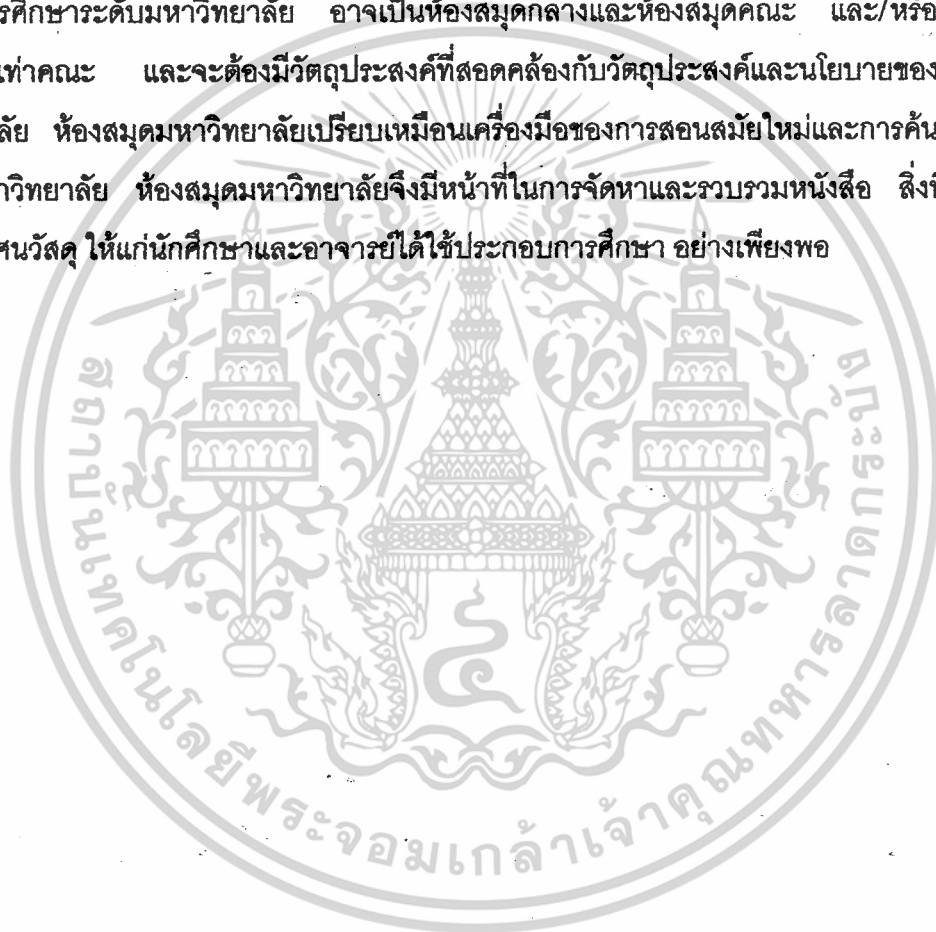 รศึกษาระดับมหาวิทยาลัย อาจเป็นห้องสมุดกลางและห้องสมุดคณะ และ/หรือ
เท่าคณะ และจะต้องมีวัตถุประสงค์ที่สอดคล้องกับวัตถุประสงค์และนโยบายของ
ลัย ห้องสมุดมหาวิทยาลัยเปรียบเหมือนเครื่องมือของการสอนสมัยใหม่และการค้น
าวิทยาลัย ห้องสมุดมหาวิทยาลัยจึงมีหน้าที่ในการจัดหาและรวบรวมหนังสือ
ศนวัสดุ ให้แก่นักศึกษาและอาจารย์ได้ใช้ประกอบการศึกษา อย่างเพียงพอ
สถาบันเทคโนโลยีพระจอมเกล้าเจ้าคุณทหารลาดกระบัง
๔